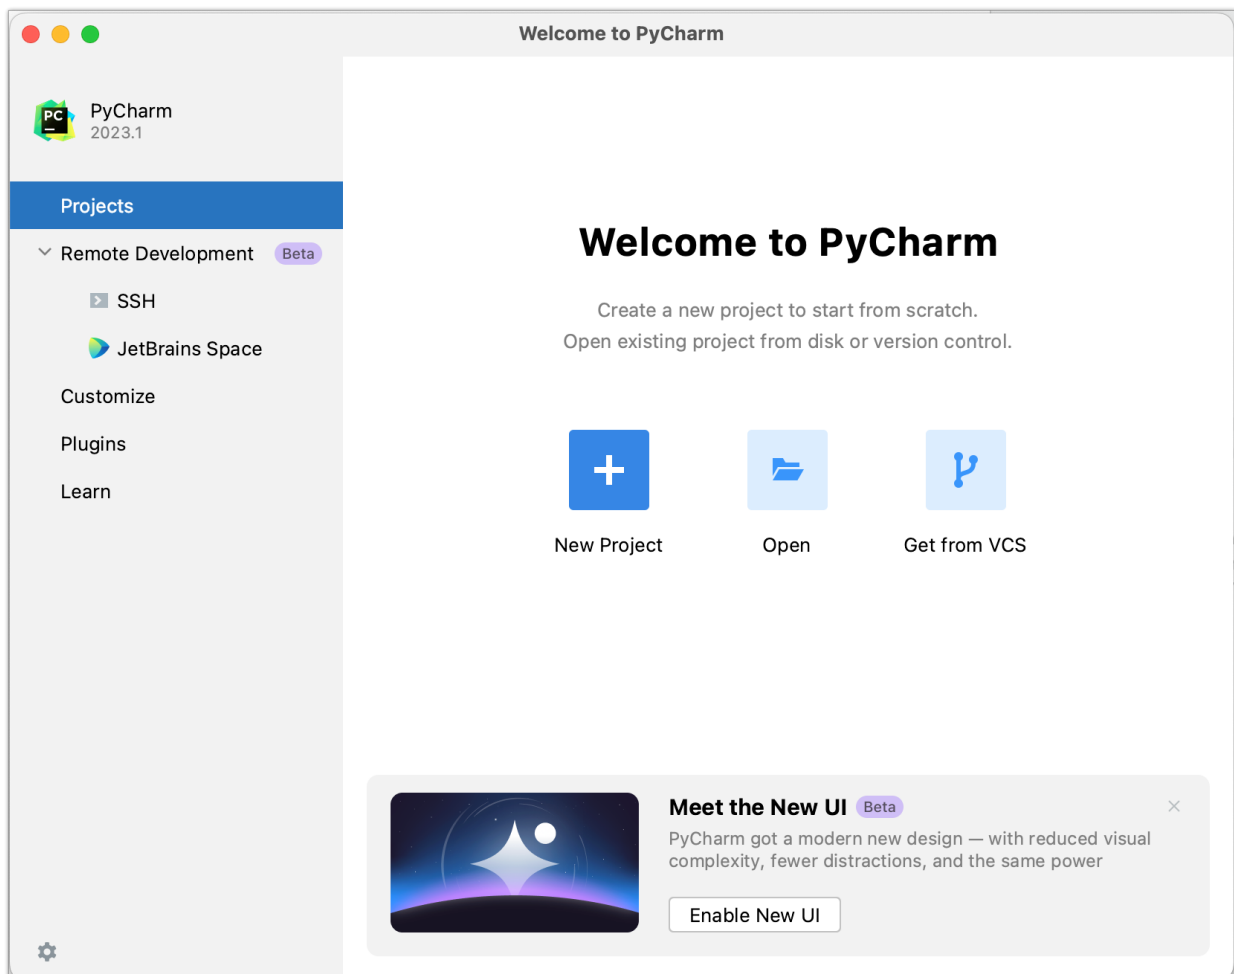 Welcome to PyCharm
PC
PyCharm
2023.1
Projects
Remote Development Beta
SSH
JetBrains Space
Customize
Plugins
Learn
Welcome to PyCharm
Create a new project to start from scratch.
Open existing project from disk or version control.
New Project Open Get from VCS
Meet the New UI Beta
PyCharm got a modern new design — with reduced visual
complexity, fewer distractions, and the same power
Enable New UI